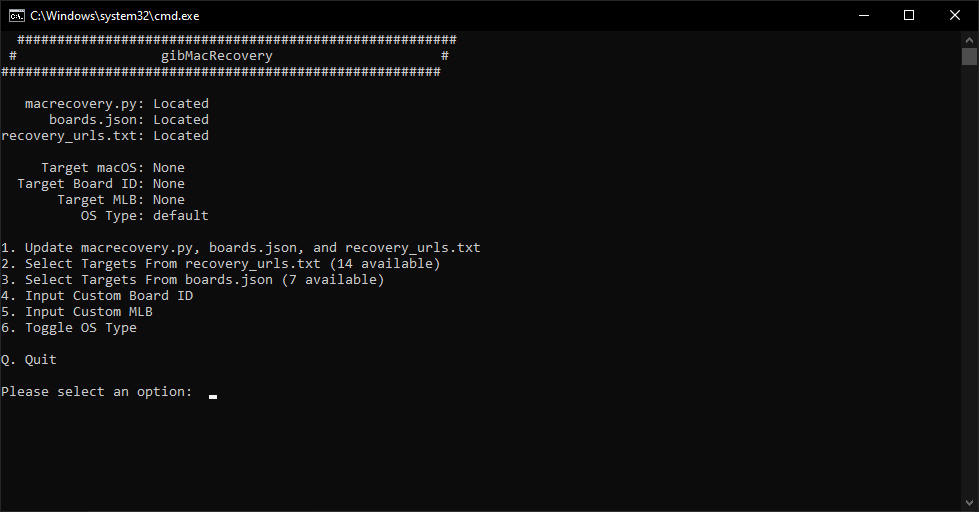 C:\Windows\system32\cmd.exe
#######################################################
# gibMacRecovery #
#######################################################
macrecovery.py: Located
boards.json: Located
recovery_urls.txt: Located
Target macOS: None
Target Board ID: None
Target MLB: None
OS Type: default
1. Update macrecovery.py, boards.json, and recovery_urls.txt
2. Select Targets From recovery_urls.txt (14 available)
3. Select Targets From boards.json (7 available)
4. Input Custom Board ID
5. Input Custom MLB
6. Toggle OS Type
Q. Quit
Please select an option: